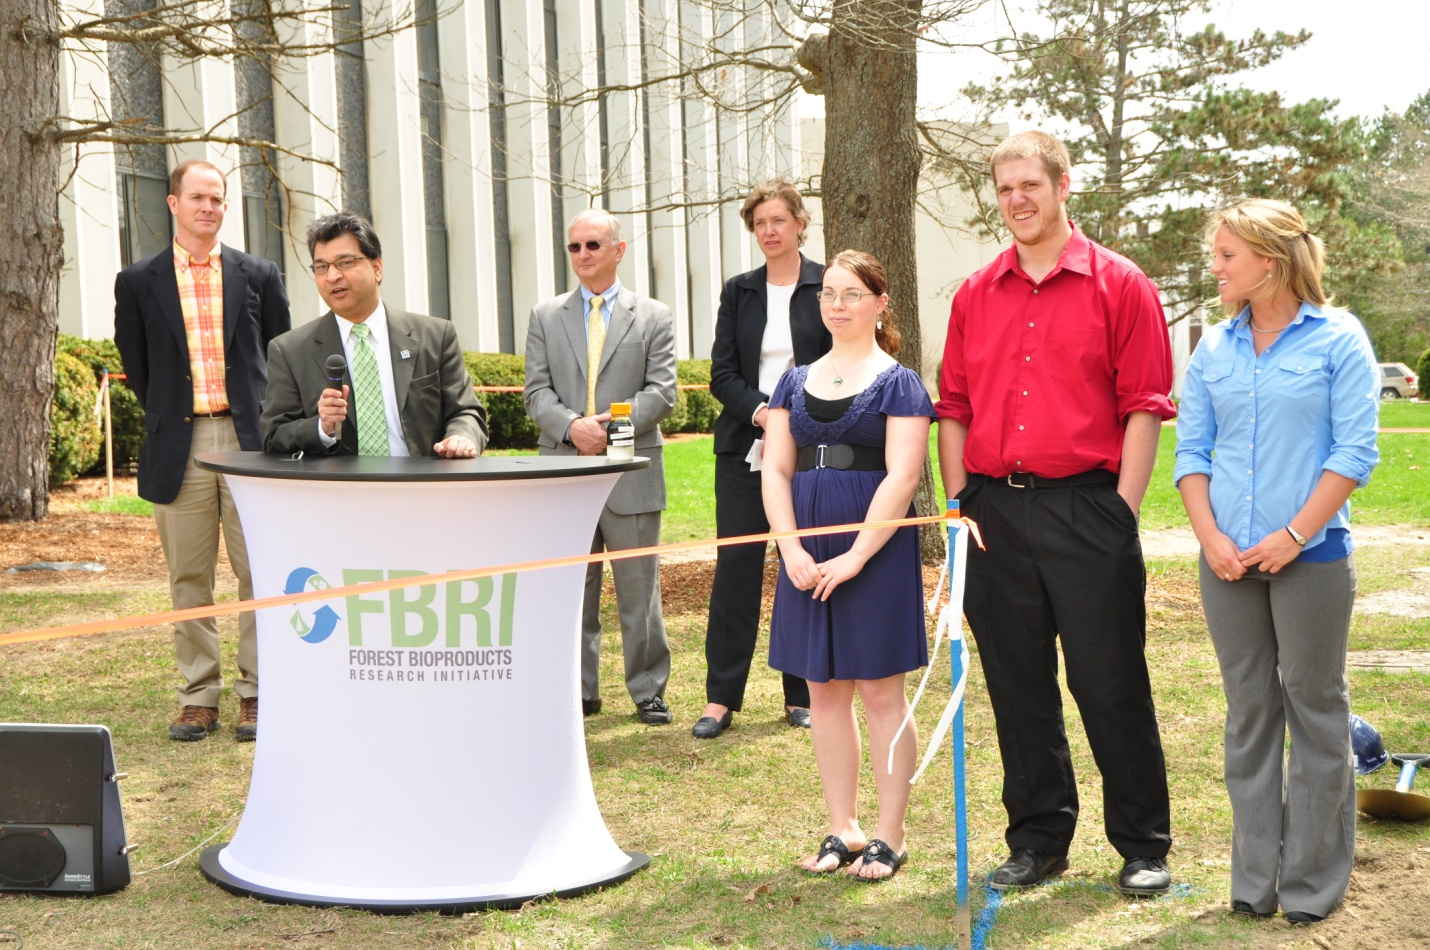 FBRI
FOREST BIOPRODUCTS
RESEARCH INITIATIVE